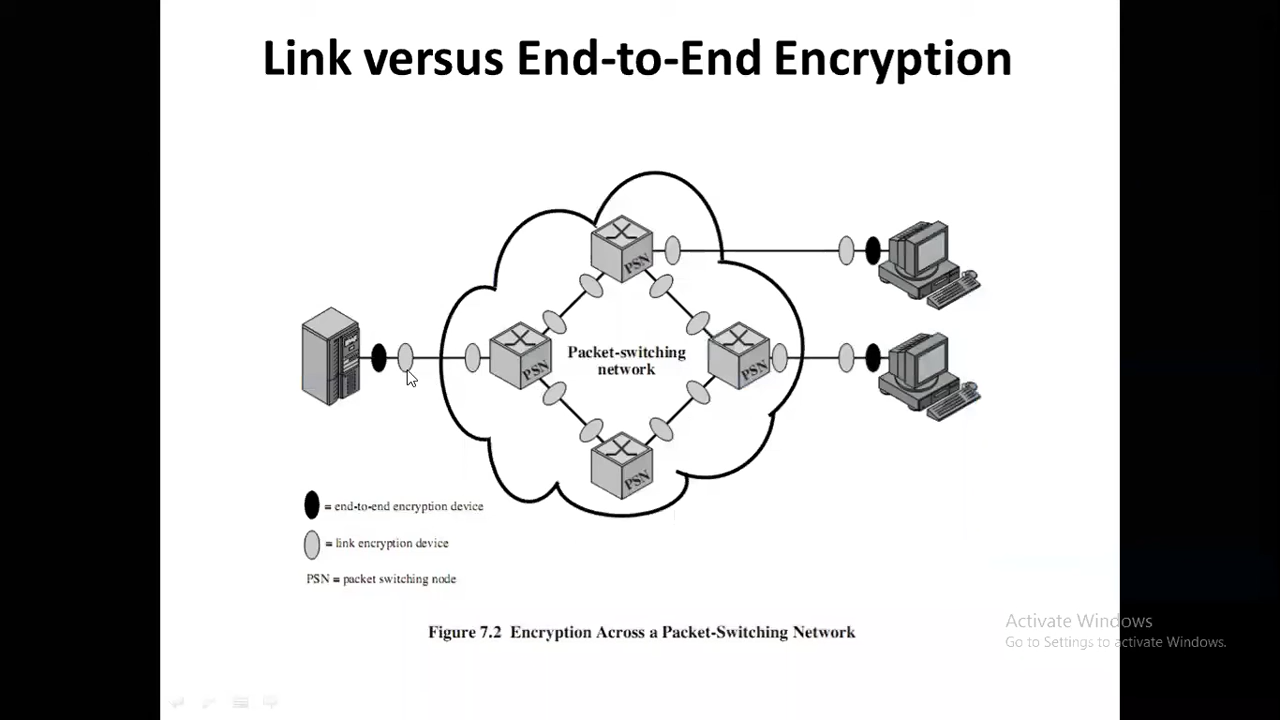 Link versus End-to-End Encryption
PSN
PSN
Packet-switching
network
PSN
PSN
= end-to-end encryption device
= link encryption device
PSN = packet switching node
Figure 7.2 Encryption Across a Packet-Switching Network
Activate Windows
Go to Settings to activate Windows.